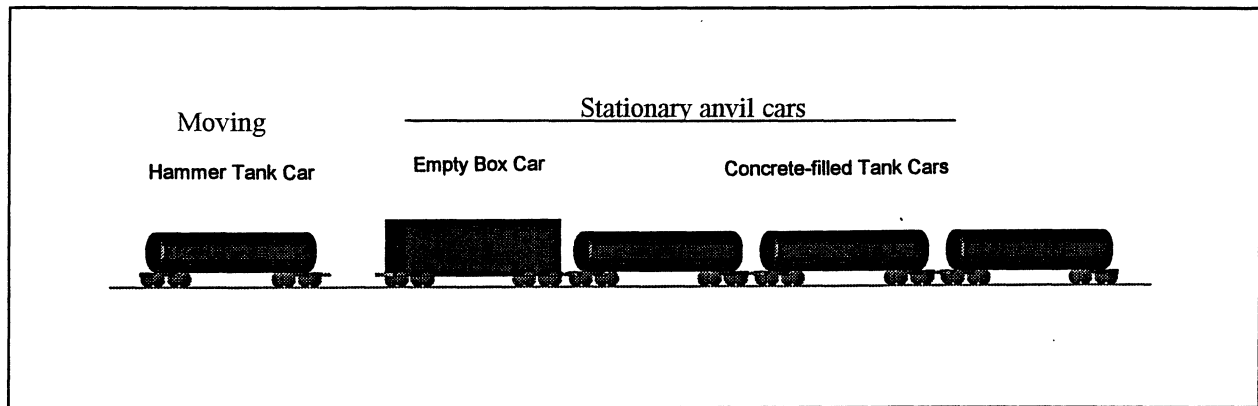 Stationary anvil cars
Moving
Hammer Tank Car
Empty Box Car
Concrete-filled Tank Cars